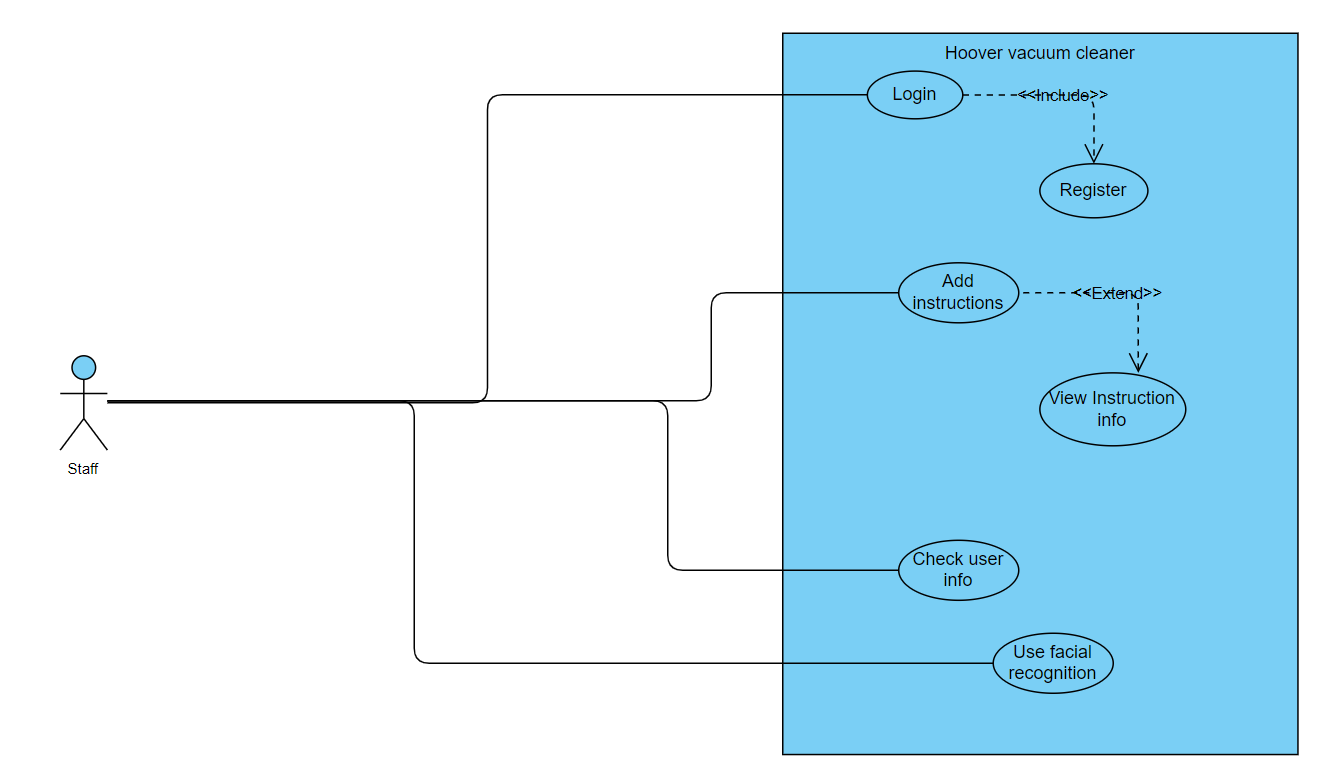 Hoover vacuum cleaner
Login
<<Include>>
Register
Add
instructions
<<Extend>>
View Instruction
info
Staff
Check user
info
Use facial
recognition